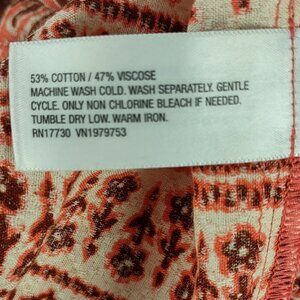 53% COTTON / 47% VISCOSE
MACHINE WASH COLD. WASH SEPARATELY. GENTLE
CYCLE. ONLY NON CHLORINE BLEACH IF NEEDED.
TUMBLE DRY LOW. WARM IRON.
RN17730 VN1979753